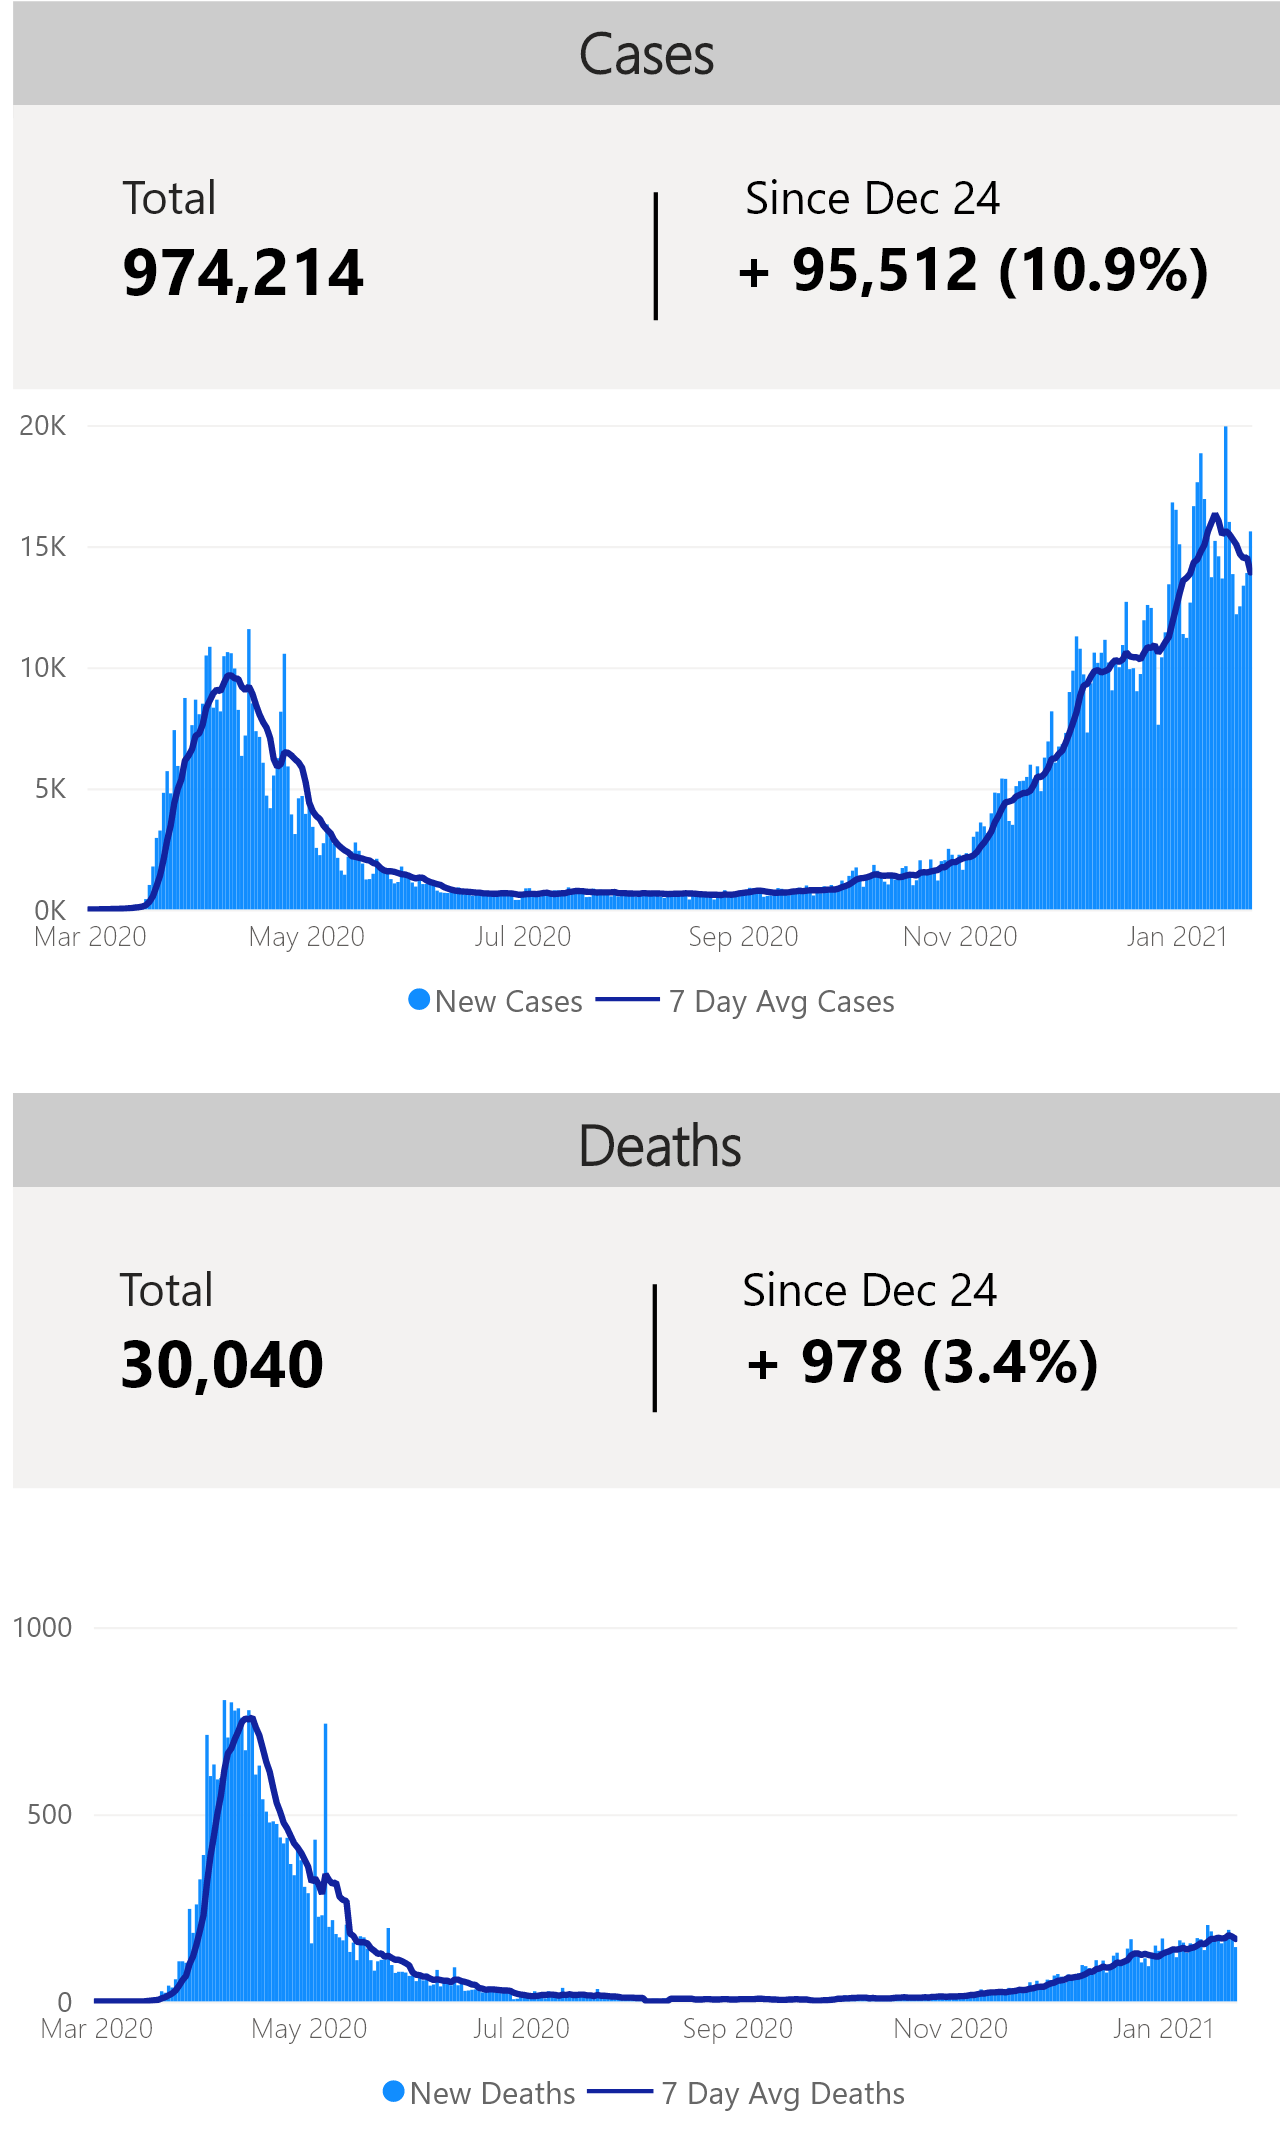 Cases
Total
Since Dec 24
974,214
+ 95,512 (10.9%)
20K
15K
10K
5K
0K
Mar 2020 May 2020 Jul 2020 Sep 2020 Nov 2020 Jan 2021
New Cases 7 Day Avg Cases
Deaths
Total
Since Dec 24
30,040
+ 978 (3.4%)
1000
500
0
Mar 2020 May 2020 Jul 2020 Sep 2020 Nov 2020 Jan 2021
New Deaths 7 Day Avg Deaths